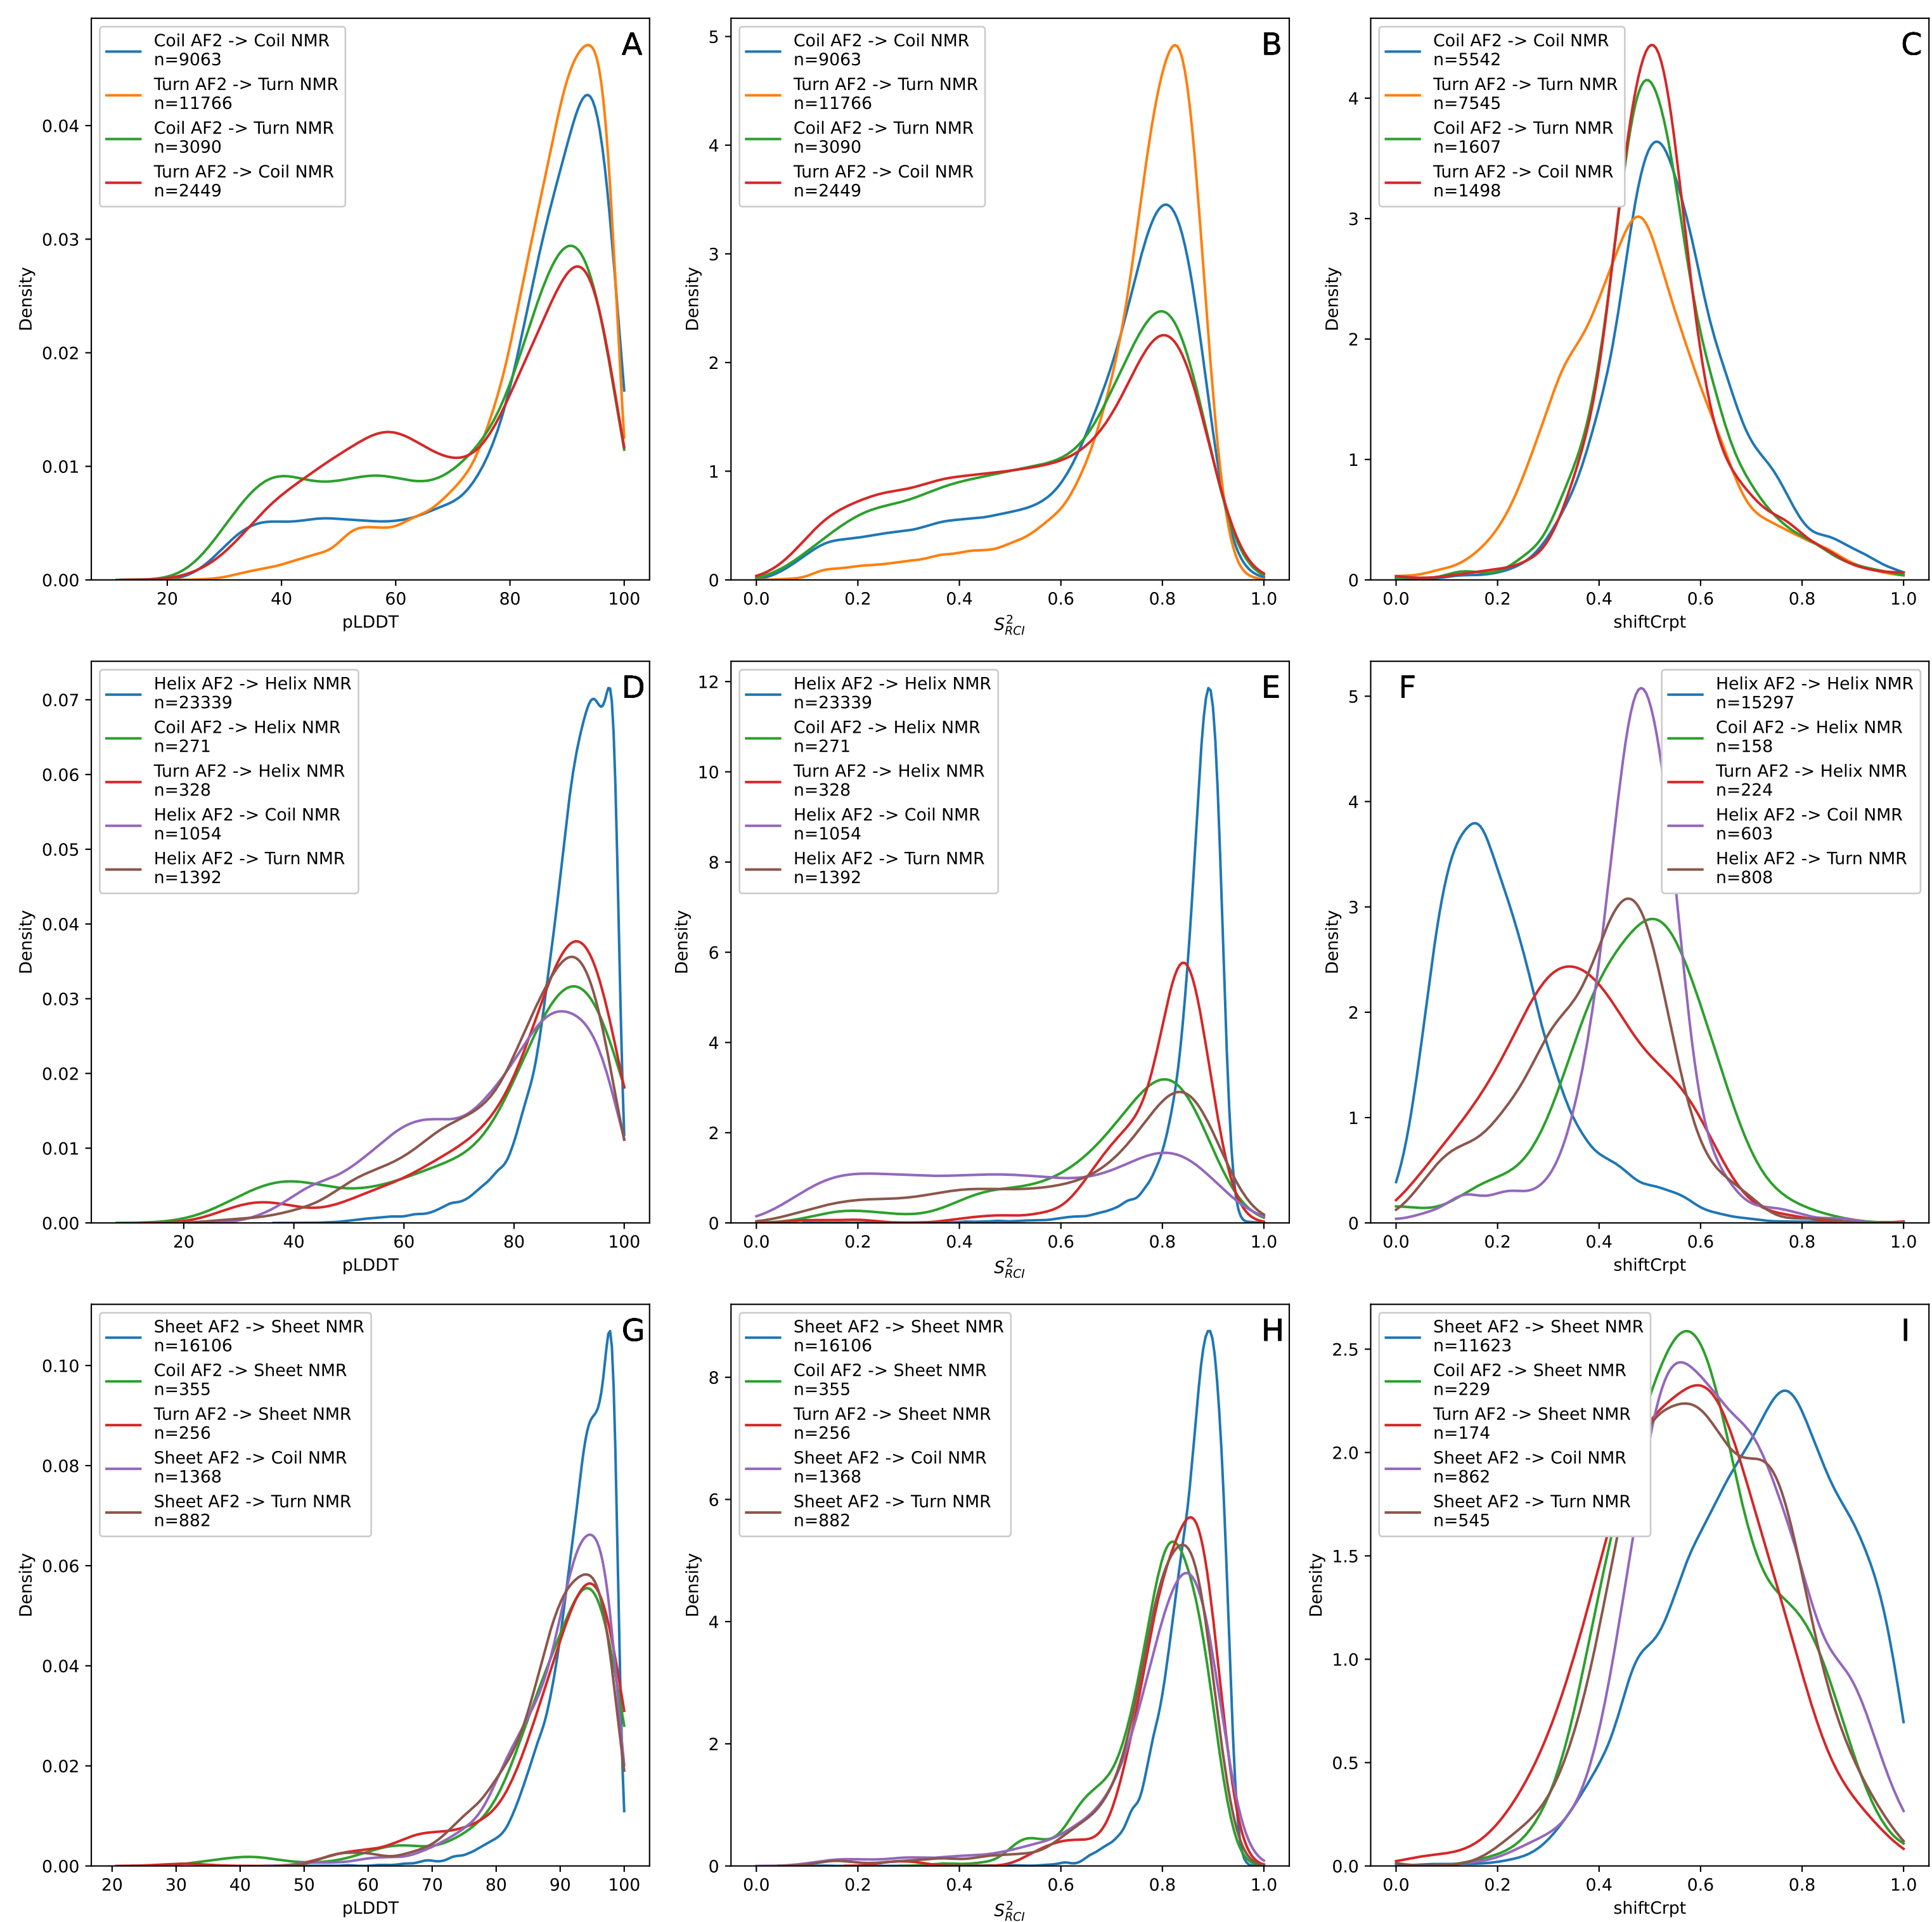 A
Coil AF2 -> Coil NMR
n=9063
Turn AF2 -> Turn NMR
n=11766
Coil AF2 -> Turn NMR
n=3090
Turn AF2 -> Coil NMR
n=2449
0.04
0.03
0.02
0.01
0.00
Density
20 40 60 80 100
pLDDT
B
Coil AF2 -> Coil NMR
n=9063
Turn AF2 -> Turn NMR
n=11766
Coil AF2 -> Turn NMR
n=3090
Turn AF2 -> Coil NMR
n=2449
5
4
3
2
1
0
Density
0.0 0.2 0.4 0.6 0.8 1.0
S²RCI
C
Coil AF2 -> Coil NMR
n=5542
Turn AF2 -> Turn NMR
n=7545
Coil AF2 -> Turn NMR
n=1607
Turn AF2 -> Coil NMR
n=1498
4
3
2
1
0
Density
0.0 0.2 0.4 0.6 0.8 1.0
shiftCrpt
D
Helix AF2 -> Helix NMR
n=23339
Coil AF2 -> Helix NMR
n=271
Turn AF2 -> Helix NMR
n=328
Helix AF2 -> Coil NMR
n=1054
Helix AF2 -> Turn NMR
n=1392
0.07
0.06
0.05
0.04
0.03
0.02
0.01
0.00
Density
20 40 60 80 100
pLDDT
E
Helix AF2 -> Helix NMR
n=23339
Coil AF2 -> Helix NMR
n=271
Turn AF2 -> Helix NMR
n=328
Helix AF2 -> Coil NMR
n=1054
Helix AF2 -> Turn NMR
n=1392
12
10
8
6
4
2
0
Density
0.0 0.2 0.4 0.6 0.8 1.0
S²RCI
F
Helix AF2 -> Helix NMR
n=15297
Coil AF2 -> Helix NMR
n=158
Turn AF2 -> Helix NMR
n=224
Helix AF2 -> Coil NMR
n=603
Helix AF2 -> Turn NMR
n=808
5
4
3
2
1
0
Density
0.0 0.2 0.4 0.6 0.8 1.0
shiftCrpt
G
Sheet AF2 -> Sheet NMR
n=16106
Coil AF2 -> Sheet NMR
n=355
Turn AF2 -> Sheet NMR
n=256
Sheet AF2 -> Coil NMR
n=1368
Sheet AF2 -> Turn NMR
n=882
0.10
0.08
0.06
0.04
0.02
0.00
Density
20 30 40 50 60 70 80 90 100
pLDDT
H
Sheet AF2 -> Sheet NMR
n=16106
Coil AF2 -> Sheet NMR
n=355
Turn AF2 -> Sheet NMR
n=256
Sheet AF2 -> Coil NMR
n=1368
Sheet AF2 -> Turn NMR
n=882
8
6
4
2
0
Density
0.0 0.2 0.4 0.6 0.8 1.0
S²RCI
I
Sheet AF2 -> Sheet NMR
n=11623
Coil AF2 -> Sheet NMR
n=229
Turn AF2 -> Sheet NMR
n=174
Sheet AF2 -> Coil NMR
n=862
Sheet AF2 -> Turn NMR
n=545
2.5
2.0
1.5
1.0
0.5
0.0
Density
0.0 0.2 0.4 0.6 0.8 1.0
shiftCrpt